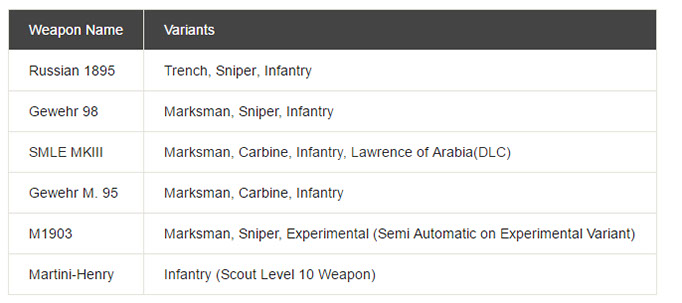 Weapon Name Variants
Russian 1895 Trench, Sniper, Infantry
Gewehr 98 Marksman, Sniper, Infantry
SMLE MKIII Marksman, Carbine, Infantry, Lawrence of Arabia(DLC)
Gewehr M. 95 Marksman, Carbine, Infantry
M1903 Marksman, Sniper, Experimental (Semi Automatic on Experimental Variant)
Martini-Henry Infantry (Scout Level 10 Weapon)